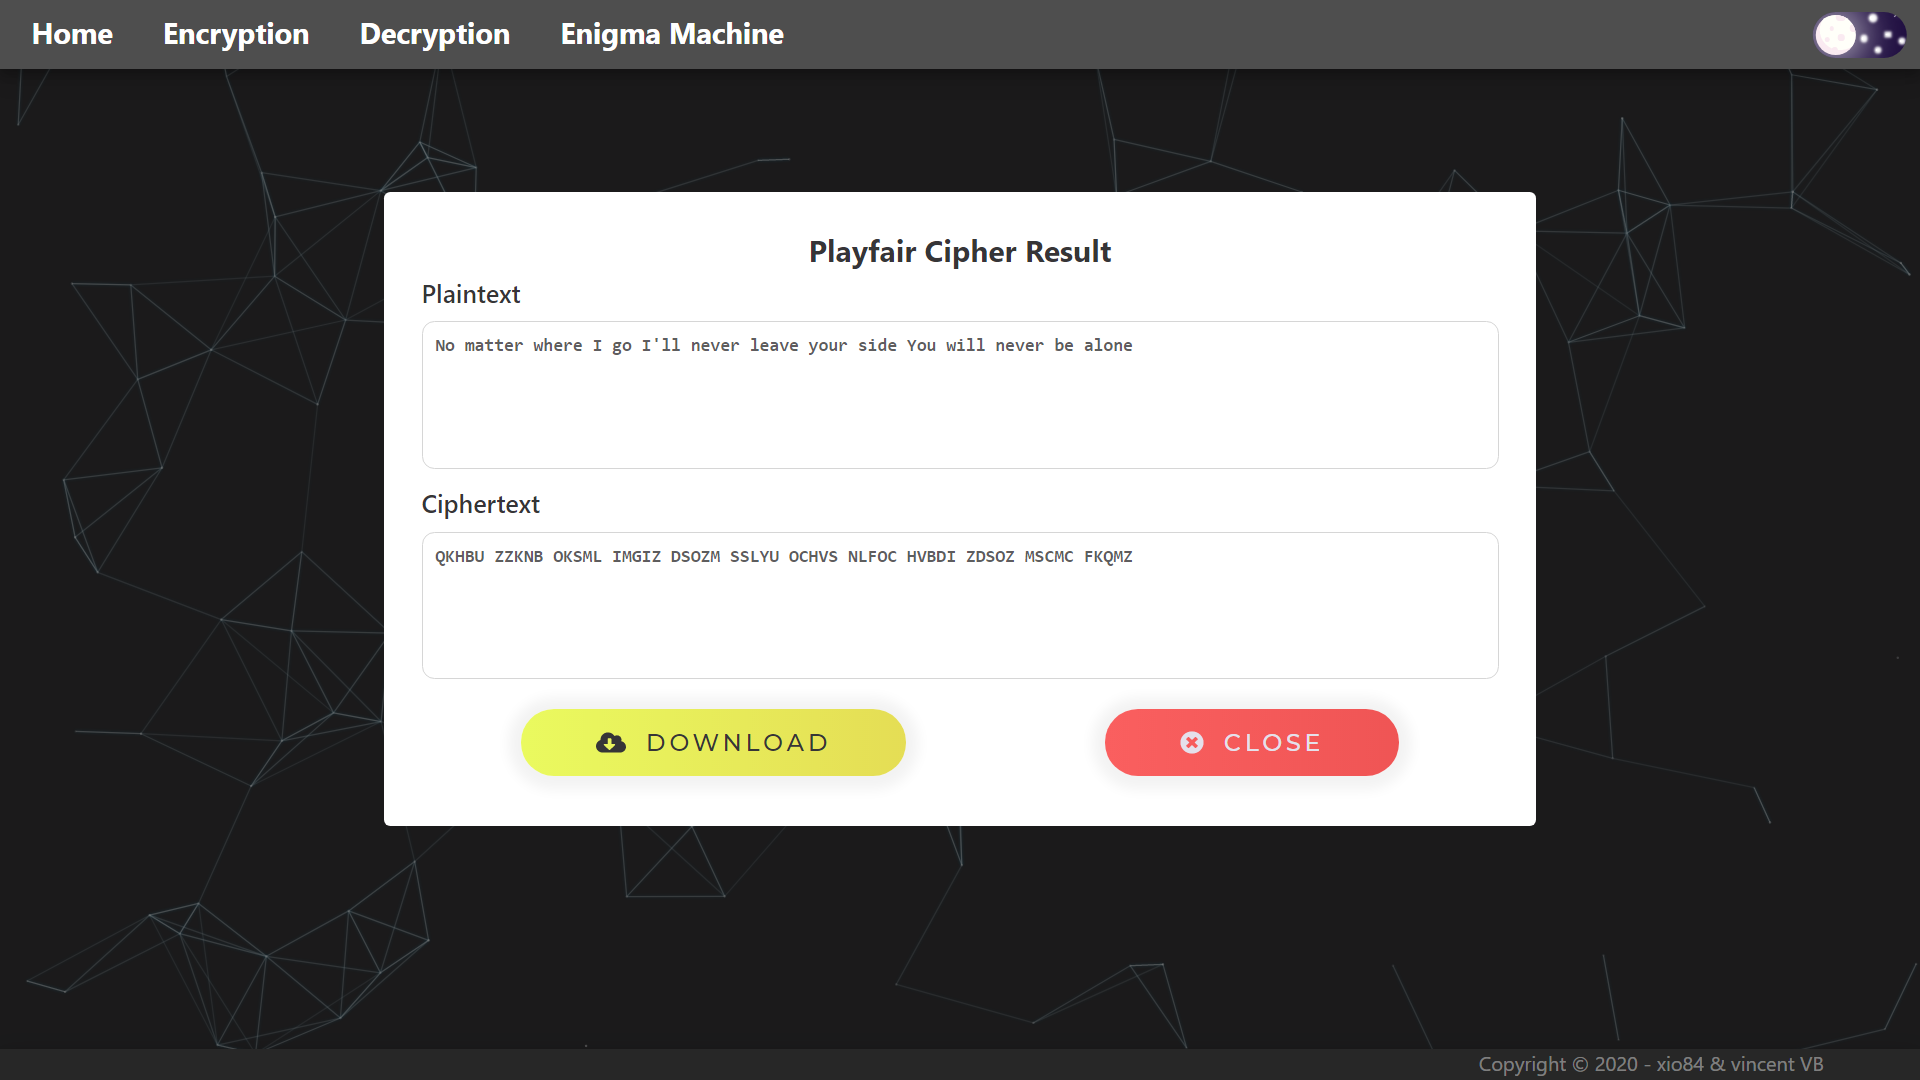 Home Encryption Decryption Enigma Machine
Playfair Cipher Result
Plaintext
No matter where I go I'll never leave your side You will never be alone
Ciphertext
QKHBU ZZKNB OKSML IMGIZ DSOZM SSLYU OCHVS NLFOC HVBDI ZDSOZ MSCMC FKQMZ
DOWNLOAD CLOSE
Copyright © 2020 - xio84 & vincent VB